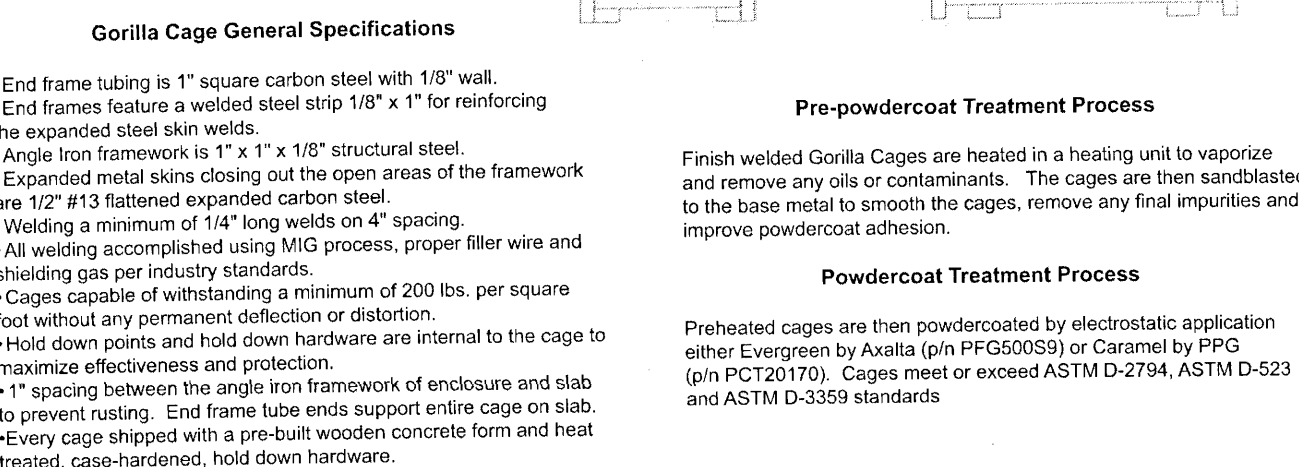 Gorilla Cage General Specifications
End frame tubing is 1" square carbon steel with 1/8" wall.
End frames feature a welded steel strip 1/8" x 1" for reinforcing
he expanded steel skin welds.
Angle Iron framework is 1" x 1" x 1/8" structural steel.
Expanded metal skins closing out the open areas of the framework
are 1/2" #13 flattened expanded carbon steel.
Welding a minimum of 1/4" long welds on 4" spacing.
All welding accomplished using MIG process, proper filler wire and
shielding gas per industry standards.
• Cages capable of withstanding a minimum of 200 lbs. per square
foot without any permanent deflection or distortion.
• Hold down points and hold down hardware are internal to the cage to
maximize effectiveness and protection.
• 1" spacing between the angle iron framework of enclosure and slab
to prevent rusting. End frame tube ends support entire cage on slab.
•Every cage shipped with a pre-built wooden concrete form and heat
treated, case-hardened, hold down hardware.
Pre-powdercoat Treatment Process
Finish welded Gorilla Cages are heated in a heating unit to vaporize
and remove any oils or contaminants. The cages are then sandblasted
to the base metal to smooth the cages, remove any final impurities and
improve powdercoat adhesion.
Powdercoat Treatment Process
Preheated cages are then powdercoated by electrostatic application
either Evergreen by Axalta (p/n PFG500S9) or Caramel by PPG
(p/n PCT20170). Cages meet or exceed ASTM D-2794, ASTM D-523
and ASTM D-3359 standards